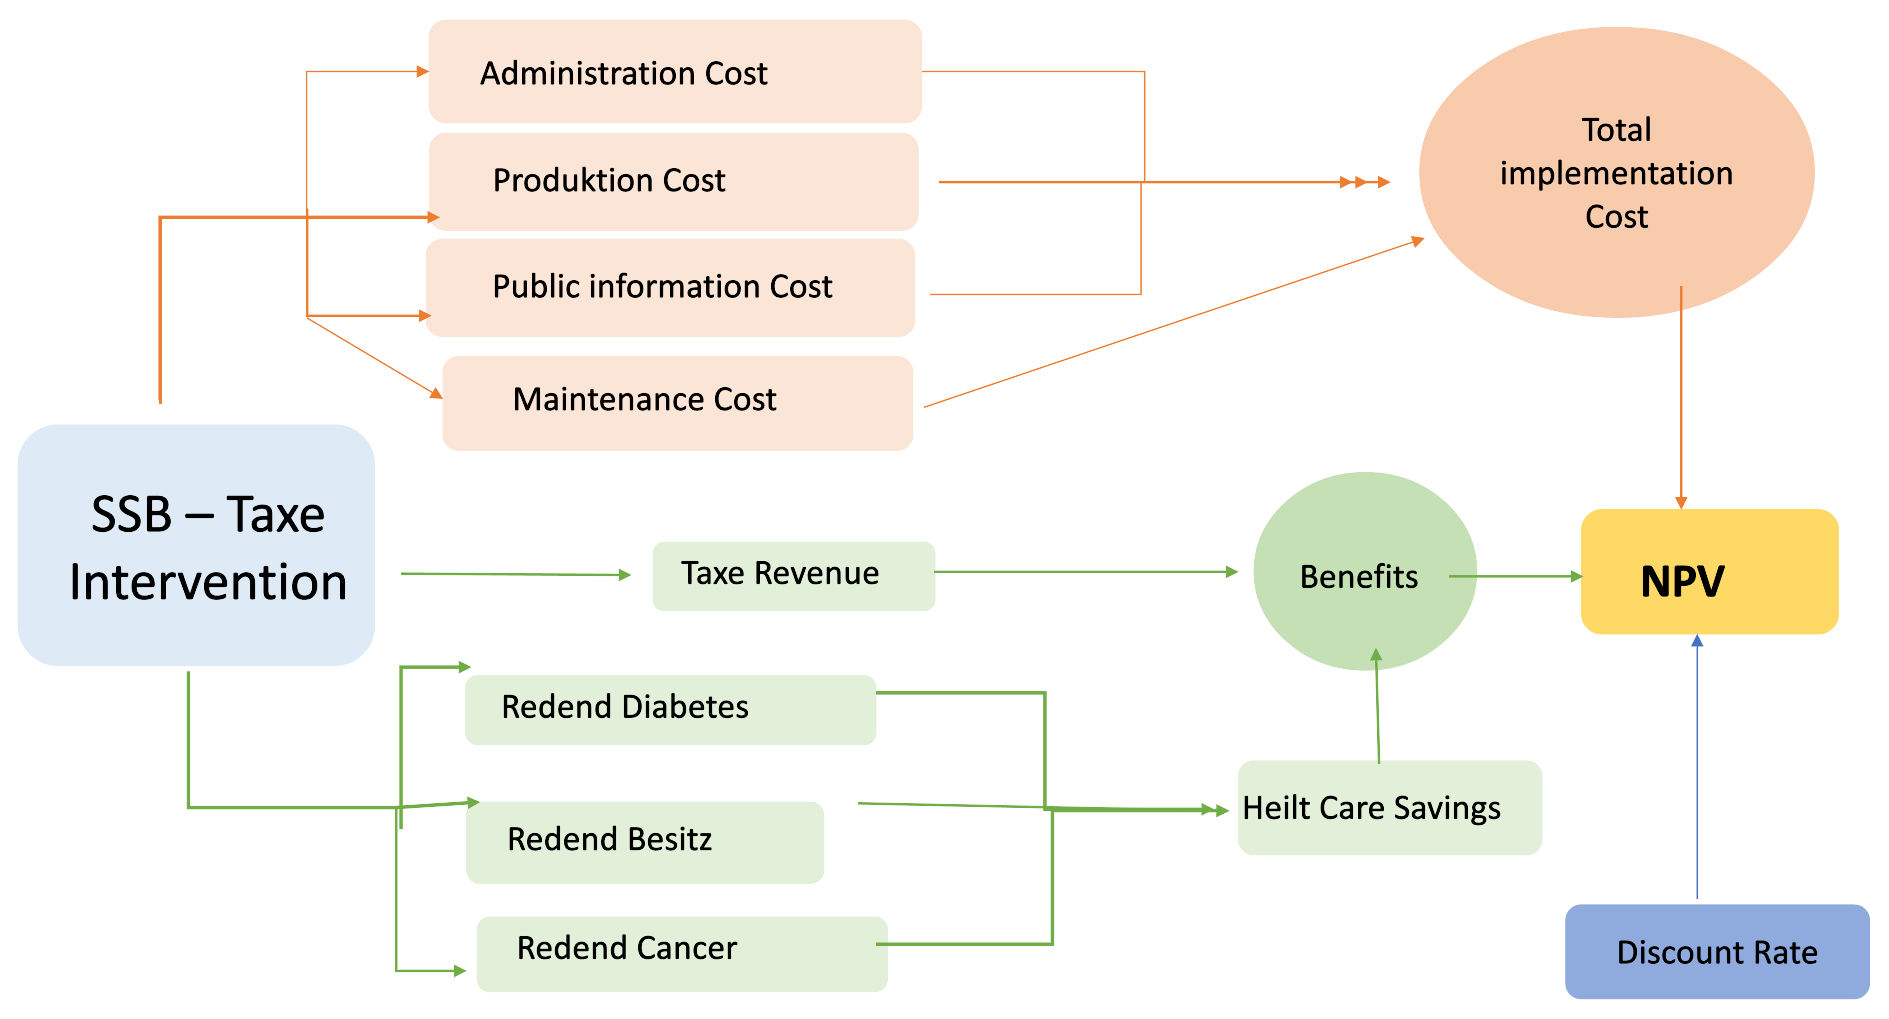 Administration Cost
Produktion Cost
Public information Cost
Maintenance Cost
Total
implementation
Cost
SSB – Taxe
Intervention
Taxe Revenue
Benefits
NPV
Redend Diabetes
Redend Besitz
Redend Cancer
Heilt Care Savings
Discount Rate